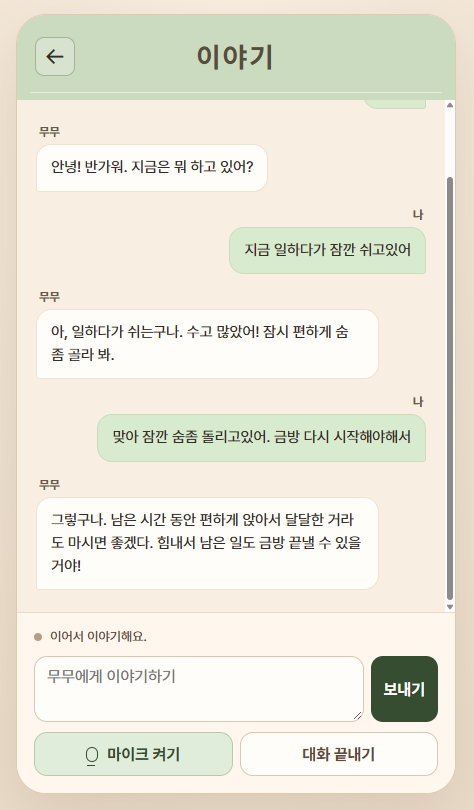 이야기
무무
안녕! 반가워. 지금은 뭐 하고 있어?
나
지금 일하다가 잠깐 쉬고있어
무무
아, 일하다가 쉬는구나. 수고 많았어! 잠시 편하게 숨
좀 골라 봐.
나
맞아 잠깐 숨좀 돌리고있어. 금방 다시 시작해야해서
무무
그렇구나. 남은 시간 동안 편하게 앉아서 달달한 거라
도 마시면 좋겠다. 힘내서 남은 일도 금방 끝낼 수 있을
거야!
이어서 이야기해요.
무무에게 이야기하기
보내기
마이크 켜기
대화 끝내기